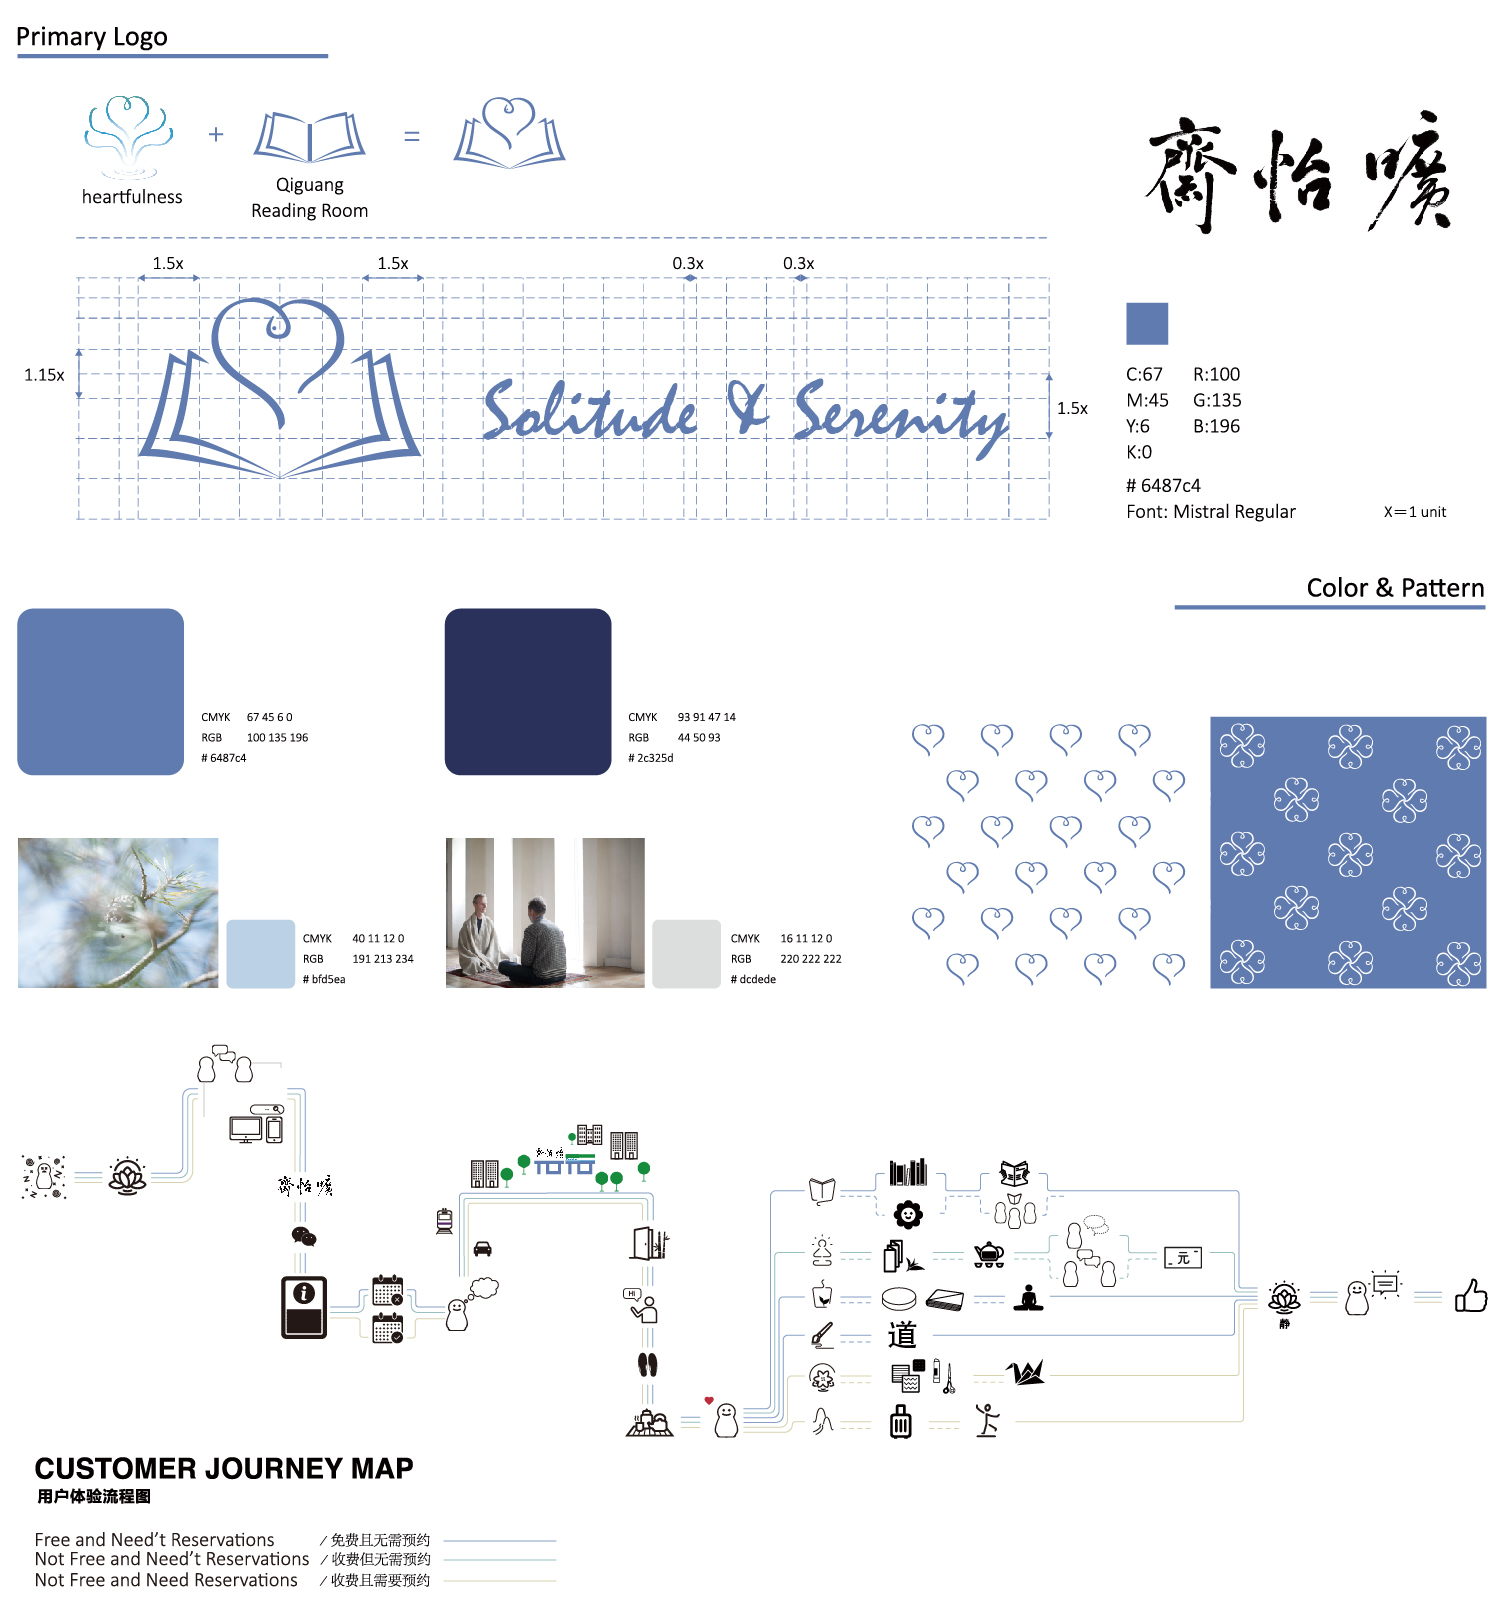 Primary Logo
heartfulness
+
=
Qiguang
Reading Room
齋怡曠
1.5x
1.5x
0.3x
0.3x
1.15x
Solitude & Serenity
1.5x
C:67 R:100
M:45 G:135
Y:6 B:196
K:0
# 6487c4
Font: Mistral Regular
X=1 unit
Color & Pattern
CMYK 67 45 6 0
RGB 100 135 196
# 6487c4
CMYK 93 91 47 14
RGB 44 50 93
# 2c325d
CMYK 40 11 12 0
RGB 191 213 234
# bfd5ea
CMYK 16 11 12 0
RGB 220 222 222
# dcdede
齋怡曠
HI
元
道
静
CUSTOMER JOURNEY MAP
用户体验流程图
Free and Need't Reservations / 免费且无需预约
Not Free and Need't Reservations / 收费但无需预约
Not Free and Need Reservations / 收费且需要预约